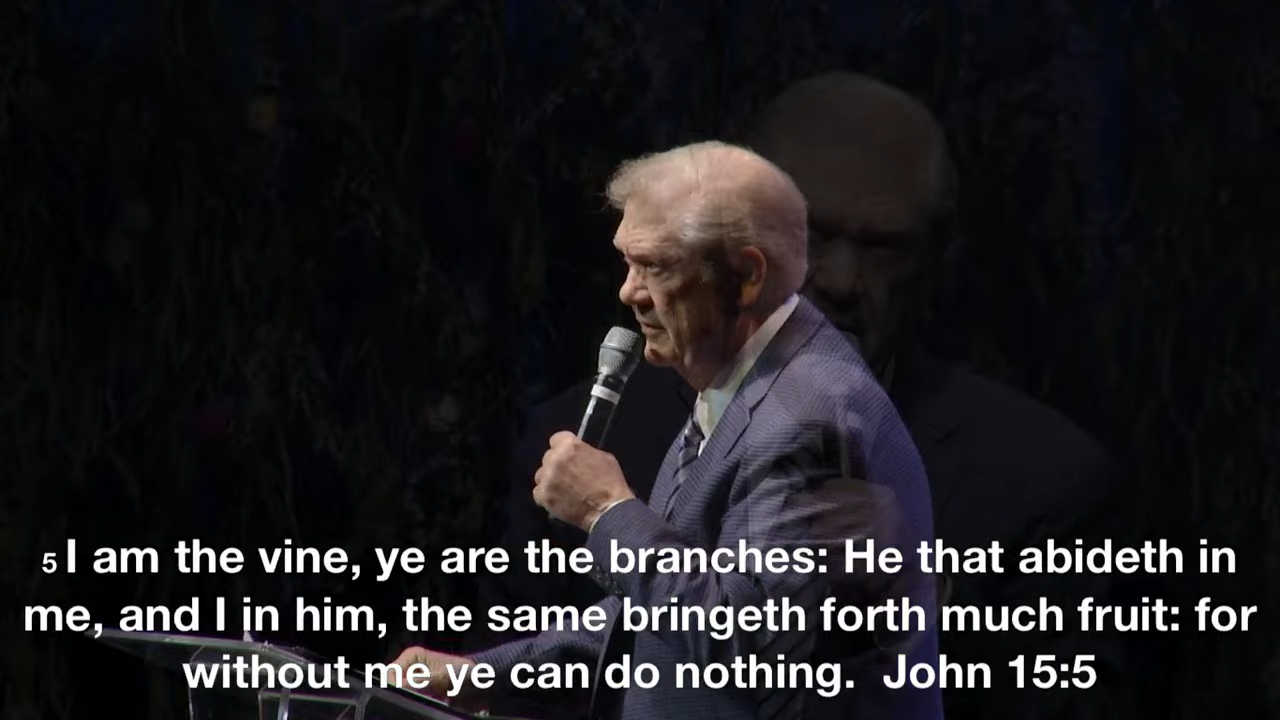 5 I am the vine, ye are the branches: He that abideth in
me, and I in him, the same bringeth forth much fruit: for
without me ye can do nothing.  John 15:5